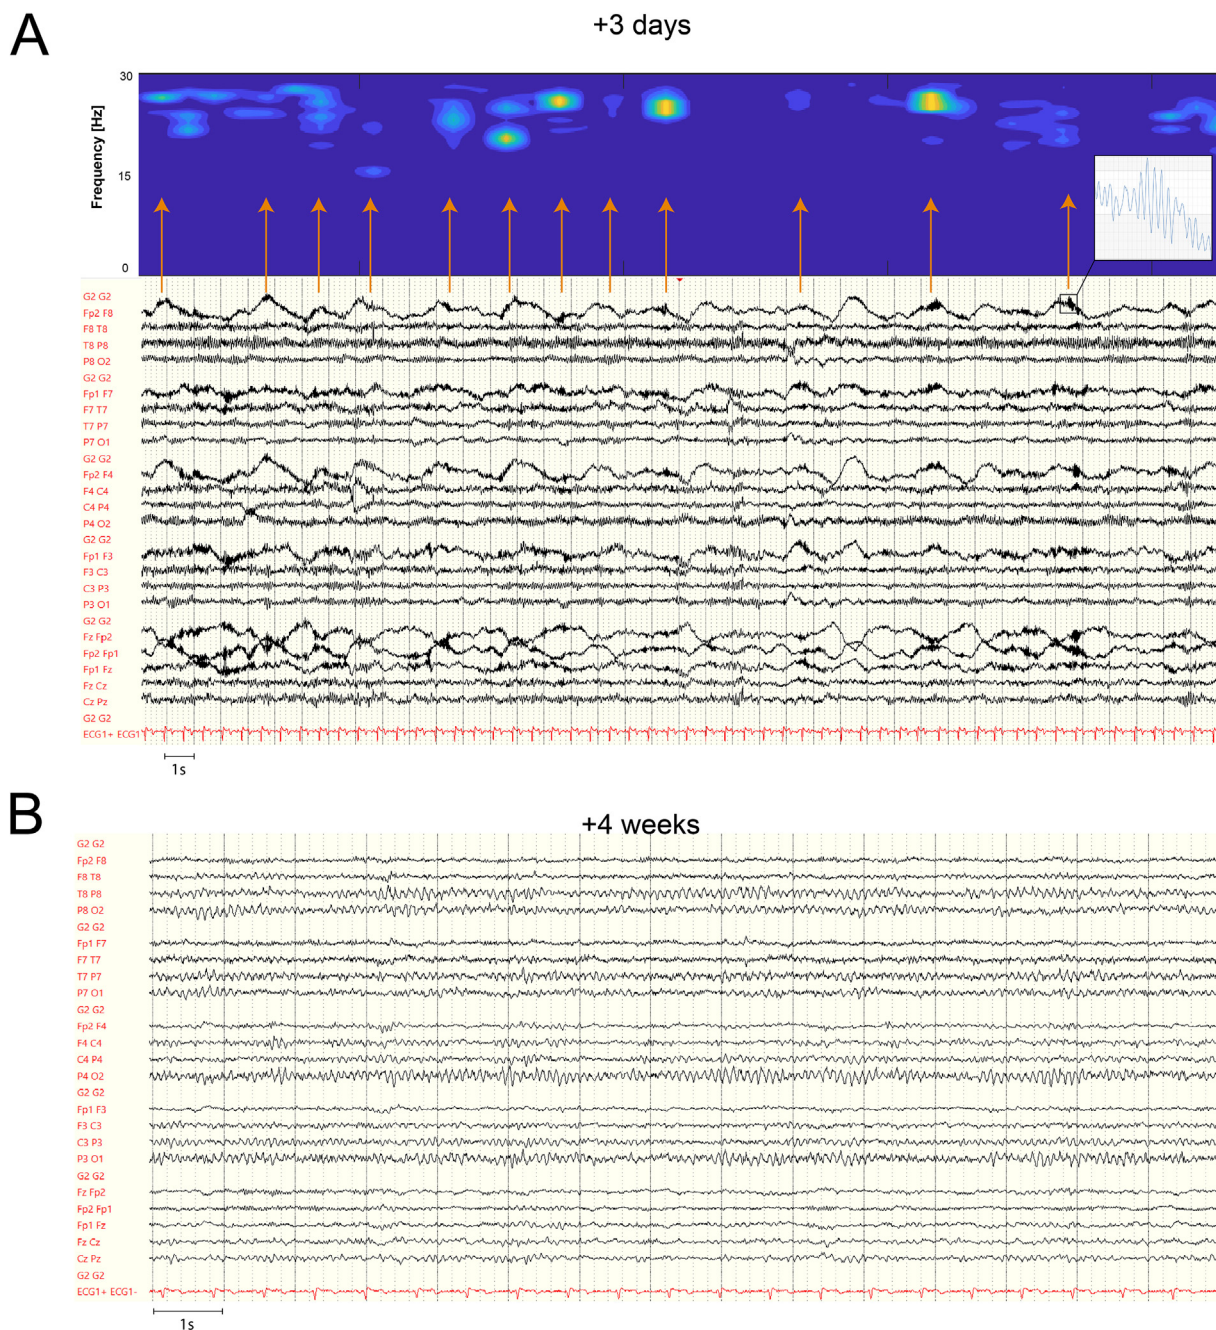 A
+3 days
Frequency [Hz]
30
15
0
G2 G2
Fp2 F8
F8 T8
T8 P8
P8 O2
G2 G2
Fp1 F7
F7 T7
T7 P7
P7 O1
G2 G2
Fp2 F4
F4 C4
C4 P4
P4 O2
G2 G2
Fp1 F3
F3 C3
C3 P3
P3 O1
G2 G2
Fz Fp2
Fp2 Fp1
Fp1 Fz
Fz Cz
Cz Pz
G2 G2
ECG1+ ECG1
1s
B
+4 weeks
G2 G2
Fp2 F8
F8 T8
T8 P8
P8 O2
G2 G2
Fp1 F7
F7 T7
T7 P7
P7 O1
G2 G2
Fp2 F4
F4 C4
C4 P4
P4 O2
G2 G2
Fp1 F3
F3 C3
C3 P3
P3 O1
G2 G2
Fz Fp2
Fp2 Fp1
Fp1 Fz
Fz Cz
Cz Pz
G2 G2
ECG1+ ECG1-
1s